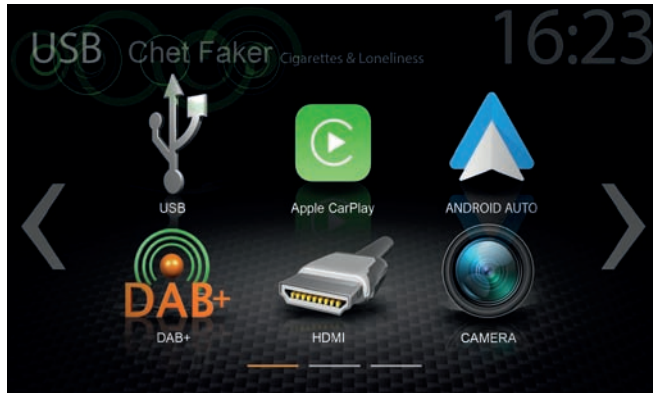 USB Chet Faker Cigarettes & Loneliness 16:23
USB Apple CarPlay ANDROID AUTO
DAB+
DAB+ HDMI CAMERA